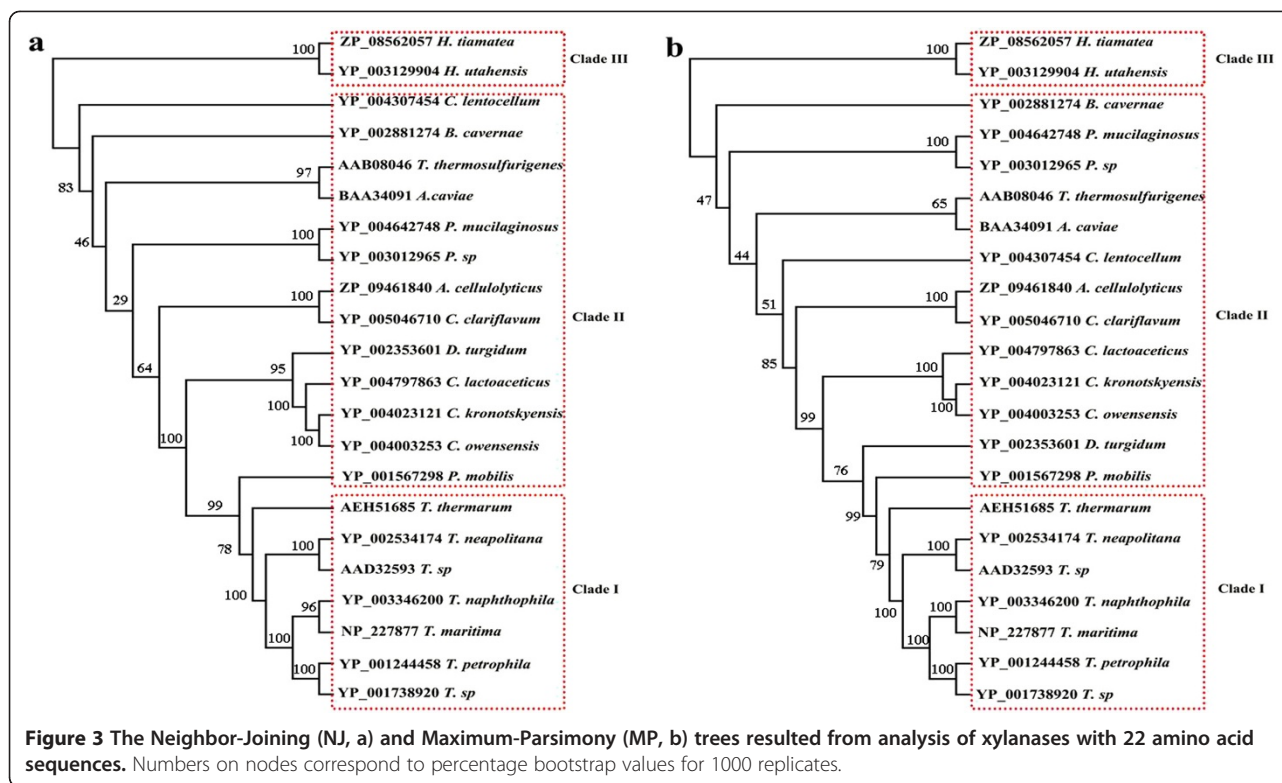 a
ZP_08562057 H. tiamatea
100
YP_003129904 H. utahensis
Clade III
YP_004307454 C. lentocellum
YP_002881274 B. cavernae
83
AAB08046 T. thermosulfurigenes
97
BAA34091 A.caviae
46
YP_004642748 P. mucilaginosus
100
YP_003012965 P. sp
29
ZP_09461840 A. cellulolyticus
100
YP_005046710 C. clariflavum
Clade II
YP_002353601 D. turgidum
95
64
YP_004797863 C. lactoaceticus
100
YP_004023121 C. kronotskyensis
100
YP_004003253 C. owensensis
100
YP_001567298 P. mobilis
99
AEH51685 T. thermarum
78
YP_002534174 T. neapolitana
100
AAD32593 T. sp
100
Clade I
YP_003346200 T. naphthophila
96
NP_227877 T. maritima
100
YP_001244458 T. petrophila
100
YP_001738920 T. sp
b
ZP_08562057 H. tiamatea
100
YP_003129904 H. utahensis
Clade III
YP_002881274 B. cavernae
YP_004642748 P. mucilaginosus
100
YP_003012965 P. sp
47
AAB08046 T. thermosulfurigenes
65
BAA34091 A. caviae
44
YP_004307454 C. lentocellum
51
ZP_09461840 A. cellulolyticus
100
YP_005046710 C. clariflavum
Clade II
85
YP_004797863 C. lactoaceticus
100
YP_004023121 C. kronotskyensis
100
YP_004003253 C. owensensis
99
YP_002353601 D. turgidum
76
YP_001567298 P. mobilis
99
AEH51685 T. thermarum
79
YP_002534174 T. neapolitana
100
AAD32593 T. sp
100
Clade I
YP_003346200 T. naphthophila
100
NP_227877 T. maritima
100
YP_001244458 T. petrophila
100
YP_001738920 T. sp
Figure 3 The Neighbor-Joining (NJ, a) and Maximum-Parsimony (MP, b) trees resulted from analysis of xylanases with 22 amino acid
sequences. Numbers on nodes correspond to percentage bootstrap values for 1000 replicates.